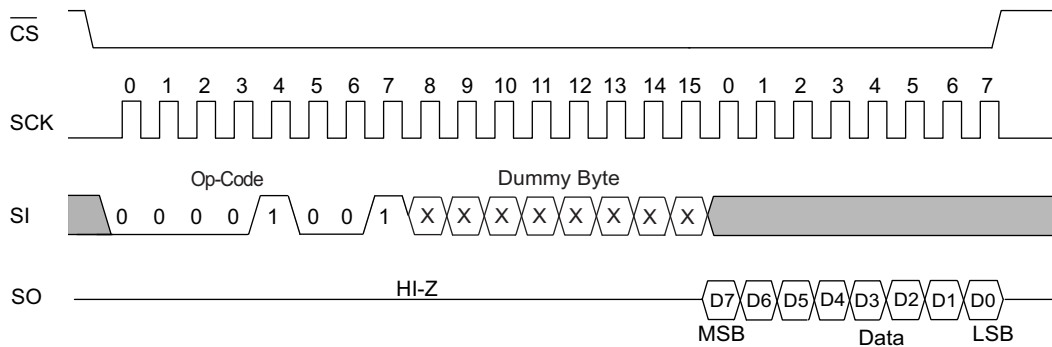 CS
0 1 2 3 4 5 6 7 8 9 10 11 12 13 14 15 0 1 2 3 4 5 6 7
SCK
Op-Code Dummy Byte
SI 0 0 0 0 1 0 0 1 X X X X X X X X
HI-Z
SO D7 D6 D5 D4 D3 D2 D1 D0
MSB Data LSB